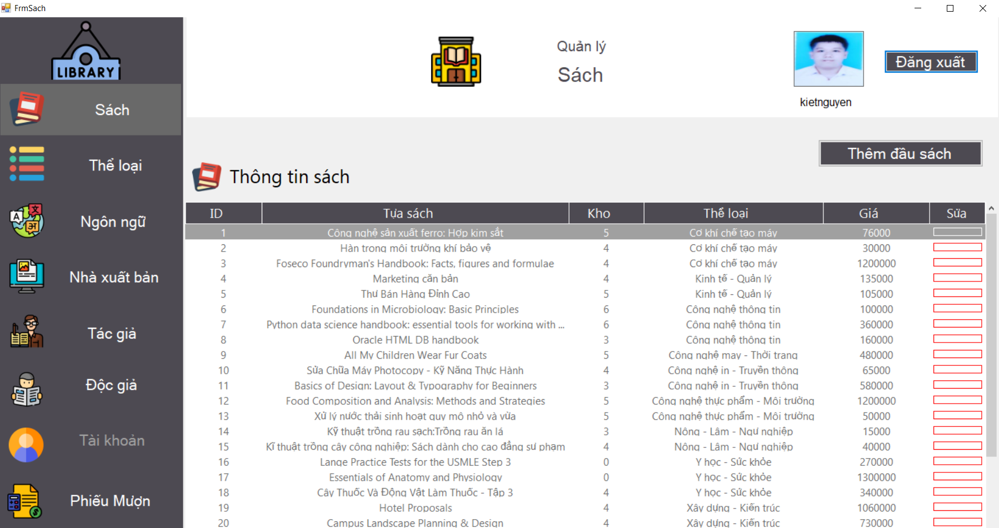 FrmSach
LIBRARY
Sách
Thể loại
Ngôn ngữ
Nhà xuất bản
Tác giả
Độc giả
Tài khoản
Phiếu Mượn
Quản lý
Sách
kietnguyen
Đăng xuất
Thêm đầu sách
Thông tin sách
ID Tựa sách Kho Thể loại Giá Sửa
1 Công nghệ sản xuất ferro: Hợp kim sắt 5 Cơ khí chế tạo máy 76000
2 Hàn trong môi trường khí bảo vệ 4 Cơ khí chế tạo máy 30000
3 Foseco Foundryman's Handbook: Facts, figures and formulae 4 Cơ khí chế tạo máy 1200000
4 Marketing căn bản 4 Kinh tế - Quản lý 135000
5 Thư Bán Hàng Đỉnh Cao 5 Kinh tế - Quản lý 105000
6 Foundations in Microbiology: Basic Principles 6 Công nghệ thông tin 100000
7 Python data science handbook: essential tools for working with ... 6 Công nghệ thông tin 360000
8 Oracle HTML DB handbook 3 Công nghệ thông tin 160000
9 All My Children Wear Fur Coats 5 Công nghệ may - Thời trang 480000
10 Sửa Chữa Máy Photocopy - Kỹ Năng Thực Hành 4 Công nghệ in - Truyền thông 65000
11 Basics of Design: Layout & Typography for Beginners 3 Công nghệ in - Truyền thông 580000
12 Food Composition and Analysis: Methods and Strategies 5 Công nghệ thực phẩm - Môi trường 1200000
13 Xử lý nước thải sinh hoạt quy mô nhỏ và vừa 5 Công nghệ thực phẩm - Môi trường 50000
14 Kỹ thuật trồng rau sạch:Trồng rau ăn lá 3 Nông - Lâm - Ngư nghiệp 15000
15 Kĩ thuật trồng cây công nghiệp: Sách dành cho cao đẳng sư phạm 4 Nông - Lâm - Ngư nghiệp 40000
16 Lange Practice Tests for the USMLE Step 3 0 Y học - Sức khỏe 270000
17 Essentials of Anatomy and Physiology 0 Y học - Sức khỏe 1300000
18 Cây Thuốc Và Động Vật Làm Thuốc - Tập 3 4 Y học - Sức khỏe 340000
19 Hotel Proposals 4 Xây dựng - Kiến trúc 1060000
20 Campus Landscape Planning & Design 4 Xây dựng - Kiến trúc 730000